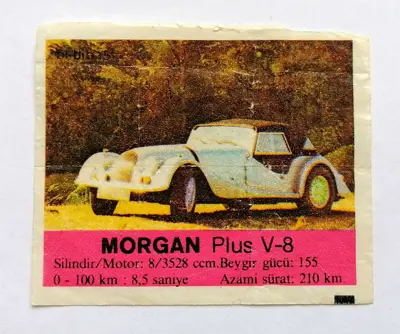 MORGAN Plus V-8
Silindir/Motor: 8/3528 ccm.Beygir gücü: 155
0 - 100 km : 8,5 saniye Azami sürat: 210 km.